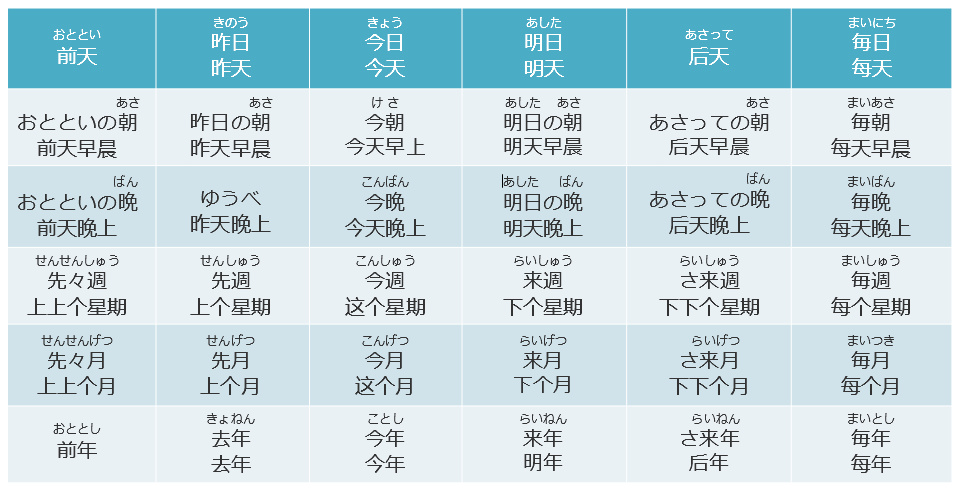 おととい
前天
きのう
昨日
昨天
きょう
今日
今天
あした
明日
明天
あさって
后天
まいにち
毎日
每天
あさ
おとといの朝
前天早晨
あさ
昨日の朝
昨天早晨
けさ
今朝
今天早上
あした あさ
明日の朝
明天早晨
あさ
あさっての朝
后天早晨
まいあさ
毎朝
每天早晨
ばん
おとといの晩
前天晚上
ゆうべ
昨天晚上
こんばん
今晩
今天晚上
あした ばん
明日の晩
明天晚上
ばん
あさっての晩
后天晚上
まいばん
毎晩
每天晚上
せんせんしゅう
先々週
上上个星期
せんしゅう
先週
上个星期
こんしゅう
今週
这个星期
らいしゅう
来週
下个星期
らいしゅう
さ来週
下下个星期
まいしゅう
毎週
每个星期
せんせんげつ
先々月
上上个月
せんげつ
先月
上个月
こんげつ
今月
这个月
らいげつ
来月
下个月
らいげつ
さ来月
下下个月
まいつき
毎月
每个月
おととし
前年
きょねん
去年
去年
ことし
今年
今年
らいねん
来年
明年
らいねん
さ来年
后年
まいとし
毎年
每年